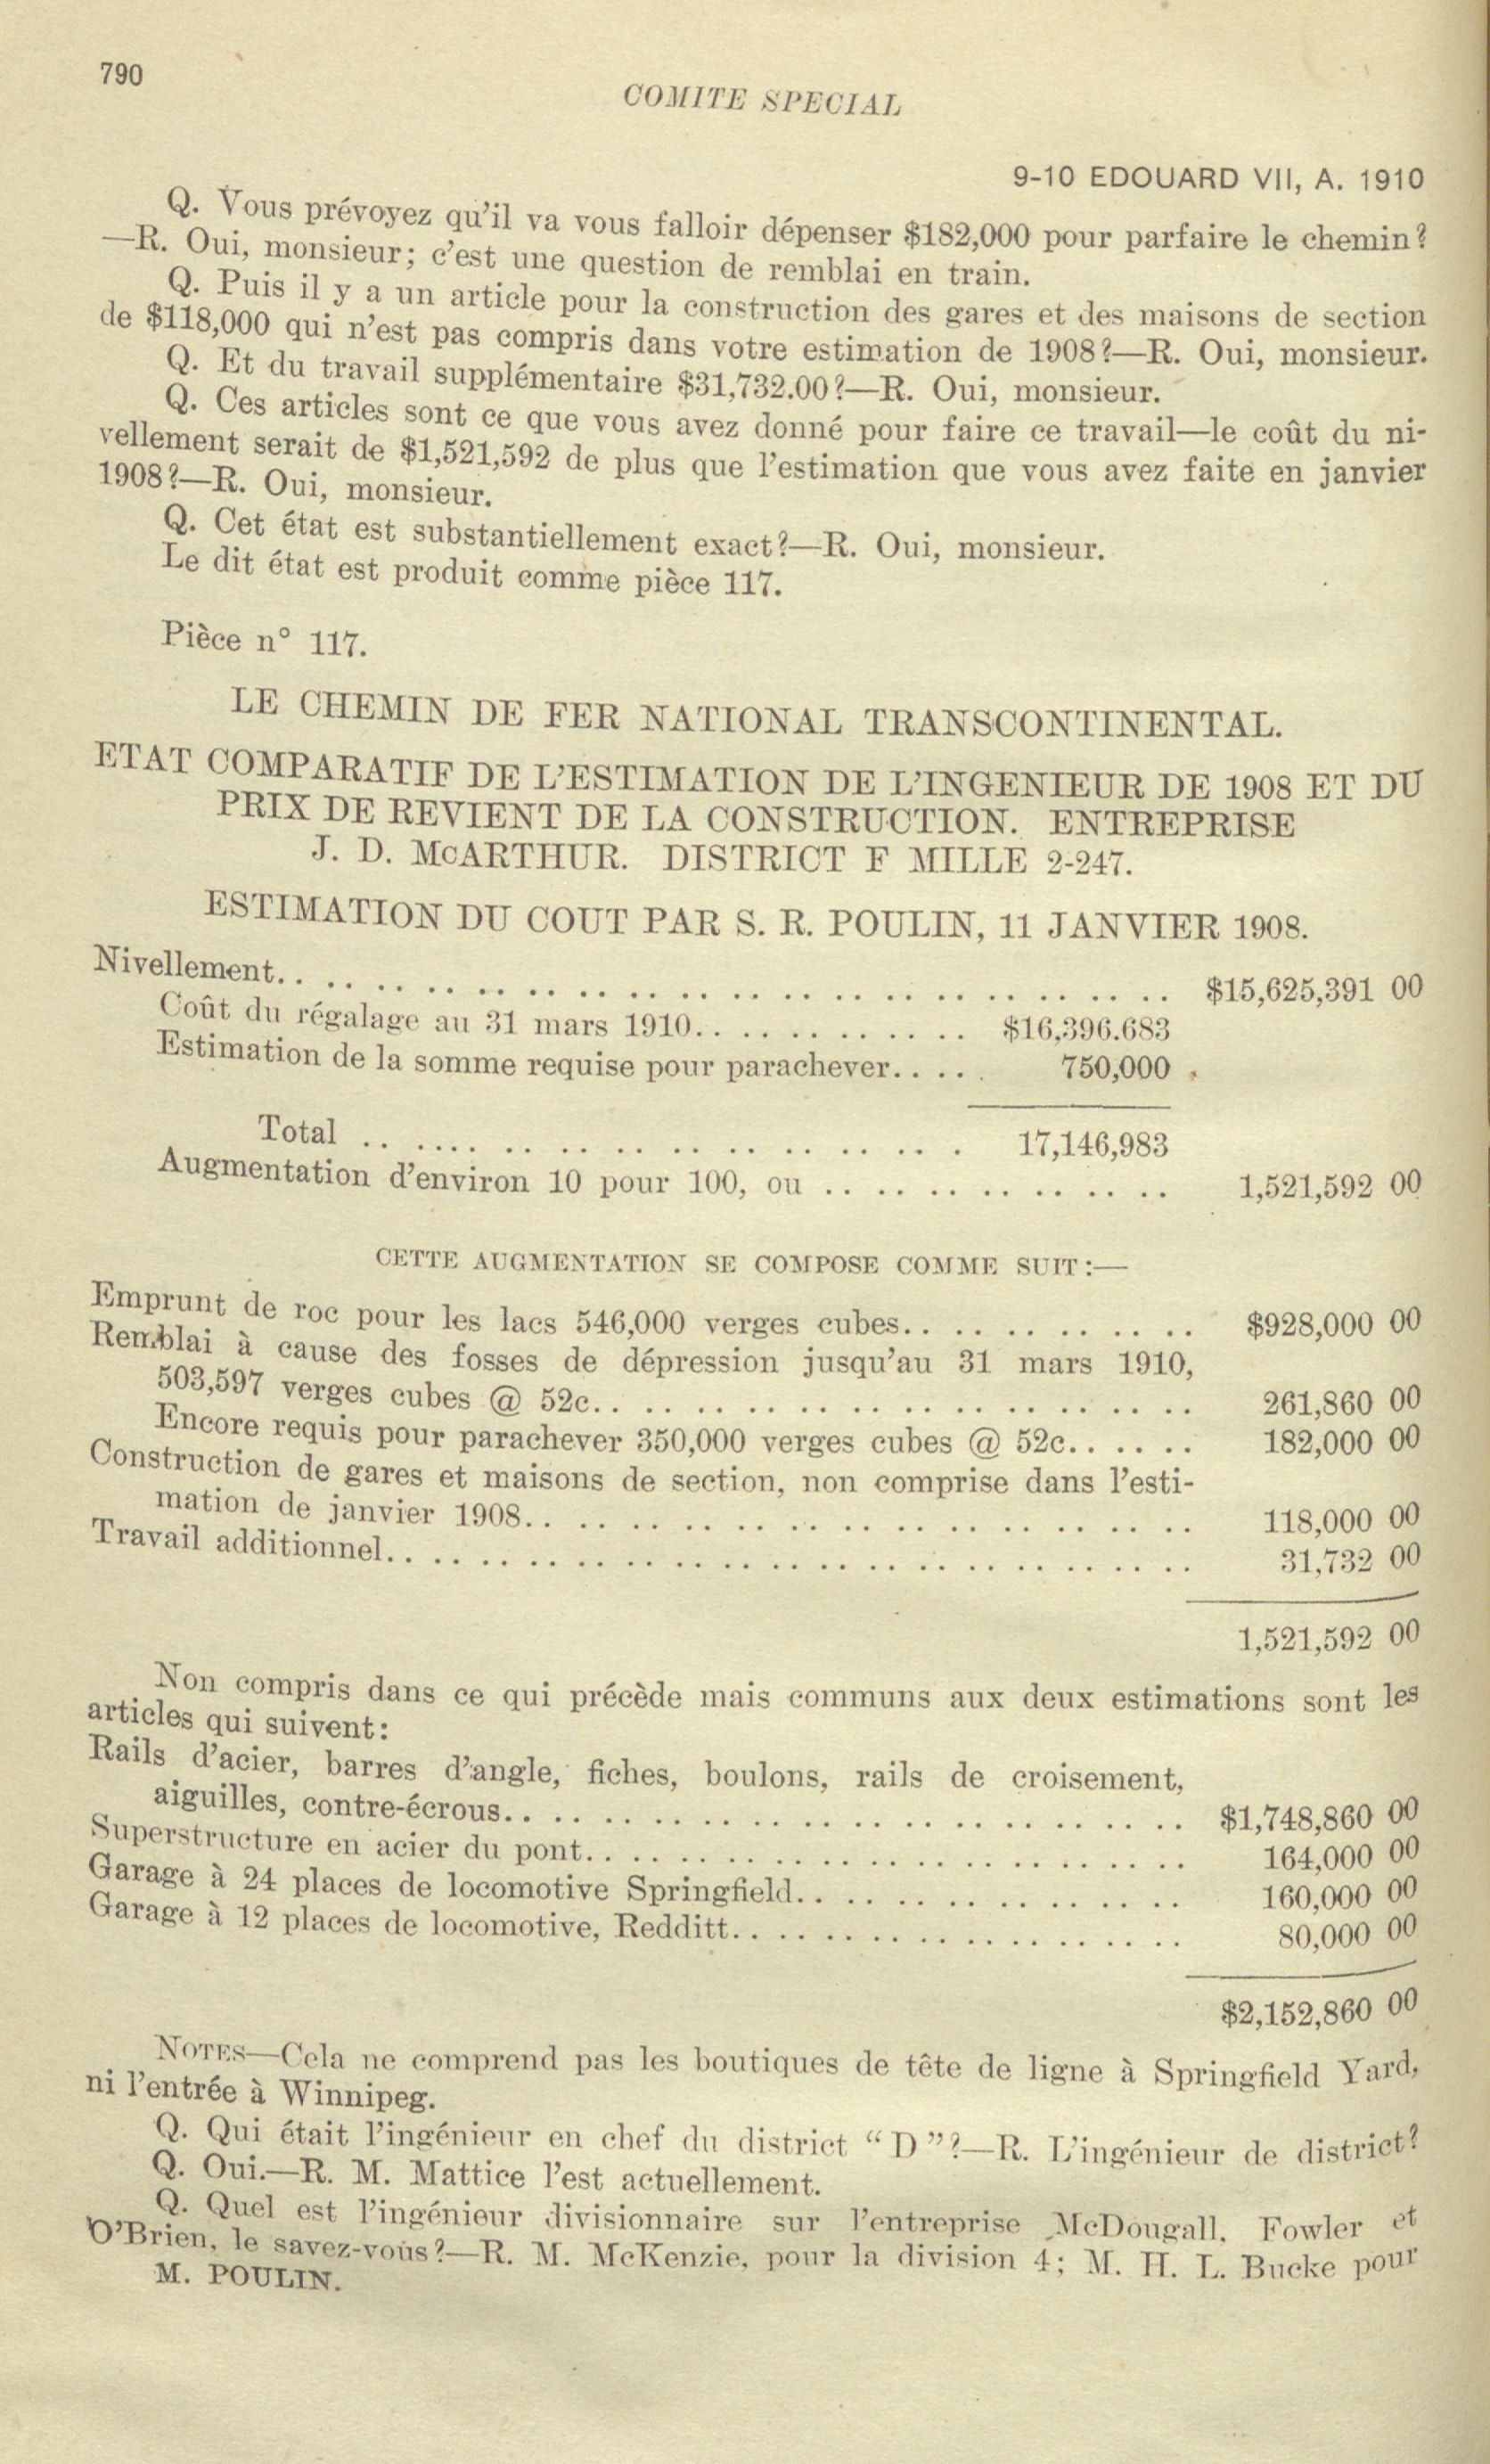 790
COMITE SPECIAL
9-10 EDOUARD VII, A. 1910
Q. Vous prévoyez qu'il va vous falloir dépenser $182,000 pour parfaire le chemin?
—R. Oui, monsieur; c'est une question de remblai en train.
Q. Puis il y a un article pour la construction des gares et des maisons de section
de $118,000 qui n'est pas compris dans votre estimation de 1908?—R. Oui, monsieur.
Q. Et du travail supplémentaire $31,732.00?—R. Oui, monsieur.
Q. Ces articles sont ce que vous avez donné pour faire ce travail—le coût du ni-
vellement serait de $1,521,592 de plus que l'estimation que vous avez faite en janvier
1908?—R. Oui, monsieur.
Q. Cet état est substantiellement exact?—R. Oui, monsieur.
Le dit état est produit comme pièce 117.
Pièce n° 117.
LE CHEMIN DE FER NATIONAL TRANSCONTINENTAL.
ETAT COMPARATIF DE L'ESTIMATION DE L'INGENIEUR DE 1908 ET DU
PRIX DE REVIENT DE LA CONSTRUCTION. ENTREPRISE
J. D. McARTHUR. DISTRICT F MILLE 2-247.
ESTIMATION DU COUT PAR S. R. POULIN, 11 JANVIER 1908.
Nivellement.. .. .. .. .. .. .. .. .. .. .. .. .. .. .. .. .. .. $15,625,391 00
Coût du régalage au 31 mars 1910.. .. .. .. .. .. $16,396.683
Estimation de la somme requise pour parachever.. .. . 750,000
Total .. .. .. .. .. .. .. .. .. .. .. . 17,146,983
Augmentation d'environ 10 pour 100, ou .. .. .. .. .. .. .. 1,521,592 00
CETTE AUGMENTATION SE COMPOSE COMME SUIT:—
Emprunt de roc pour les lacs 546,000 verges cubes.. .. .. .. .. .. $928,000 00
Remblai à cause des fosses de dépression jusqu'au 31 mars 1910,
503,597 verges cubes @ 52c.. .. .. .. .. .. .. .. .. .. .. .. 261,860 00
Encore requis pour parachever 350,000 verges cubes @ 52c.. .. .. 182,000 00
Construction de gares et maisons de section, non comprise dans l'esti-
mation de janvier 1908.. .. .. .. .. .. .. .. .. .. .. .. .. 118,000 00
Travail additionnel.. .. .. .. .. .. .. .. .. .. .. .. .. .. .. .. 31,732 00
1,521,592 00
Non compris dans ce qui précède mais communs aux deux estimations sont les
articles qui suivent:
Rails d'acier, barres d'angle, fiches, boulons, rails de croisement,
aiguilles, contre-écrous.. .. .. .. .. .. .. .. .. .. .. .. .. .. $1,748,860 00
Superstructure en acier du pont.. .. .. .. .. .. .. .. .. .. .. .. 164,000 00
Garage à 24 places de locomotive Springfield.. .. .. .. .. .. .. .. 160,000 00
Garage à 12 places de locomotive, Redditt.. .. .. .. .. .. .. .. .. 80,000 00
$2,152,860 00
NOTES—Cela ne comprend pas les boutiques de tête de ligne à Springfield Yard,
ni l'entrée à Winnipeg.
Q. Qui était l'ingénieur en chef du district "D"?—R. L'ingénieur de district?
Q. Oui.—R. M. Mattice l'est actuellement.
Q. Quel est l'ingénieur divisionnaire sur l'entreprise McDougall, Fowler et
O'Brien, le savez-vous?—R. M. McKenzie, pour la division 4; M. H. L. Bucke pour
M. POULIN.